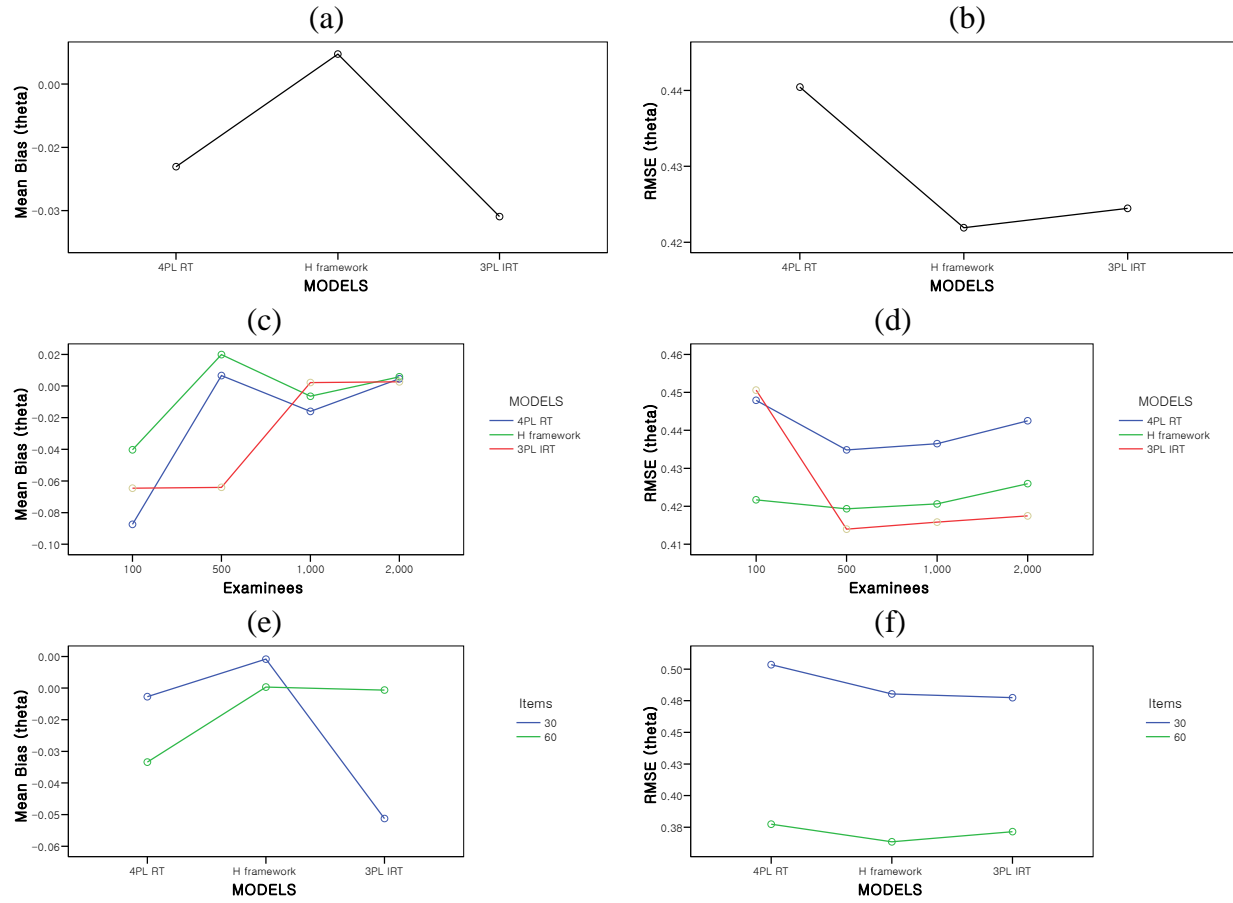 (a)
Mean Bias (theta)
0.00
−0.02
−0.03
4PL RT
H framework
3PL IRT
MODELS
(b)
RMSE (theta)
0.44
0.43
0.42
4PL RT
H framework
3PL IRT
MODELS
(c)
Mean Bias (theta)
0.02
0.00
−0.02
−0.04
−0.06
−0.08
−0.10
100
500
1,000
2,000
Examinees
MODELS
4PL RT
H framework
3PL IRT
(d)
RMSE (theta)
0.46
0.45
0.44
0.43
0.42
0.41
100
500
1,000
2,000
Examinees
MODELS
4PL RT
H framework
3PL IRT
(e)
Mean Bias (theta)
0.00
0.00
−0.02
−0.03
−0.05
−0.06
4PL RT
H framework
3PL IRT
MODELS
Items
30
60
(f)
RMSE (theta)
0.50
0.48
0.45
0.43
0.40
0.38
4PL RT
H framework
3PL IRT
MODELS
Items
30
60